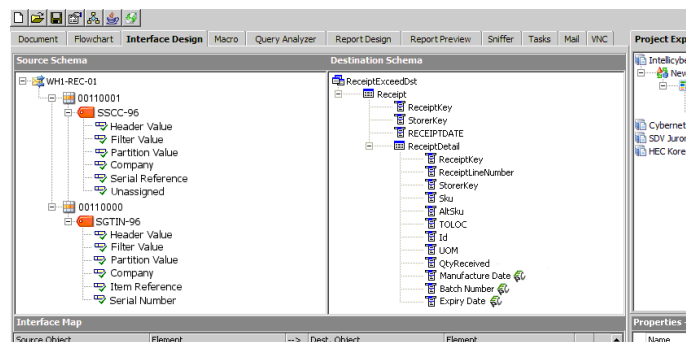 Document Flowchart Interface Design Macro Query Analyzer Report Design Report Preview Sniffer Tasks Mail VNC
Project Exp
Source Schema
WH1-REC-01
00110001
SSCC-96
Header Value
Filter Value
Partition Value
Company
Serial Reference
Unassigned
00110000
SGTIN-96
Header Value
Filter Value
Partition Value
Company
Item Reference
Serial Number
Destination Schema
ReceiptExceedDst
Receipt
ReceiptKey
StorerKey
RECEIPTDATE
ReceiptDetail
ReceiptKey
ReceiptLineNumber
StorerKey
Sku
AltSku
TOLOC
Id
UOM
QtyReceived
Manufacture Date
Batch Number
Expiry Date
Intellicybe
New
Cybernet
SDV Juron
HEC Kore
Interface Map
Source Object Element --> Dest. Object Element
Properties -
Name